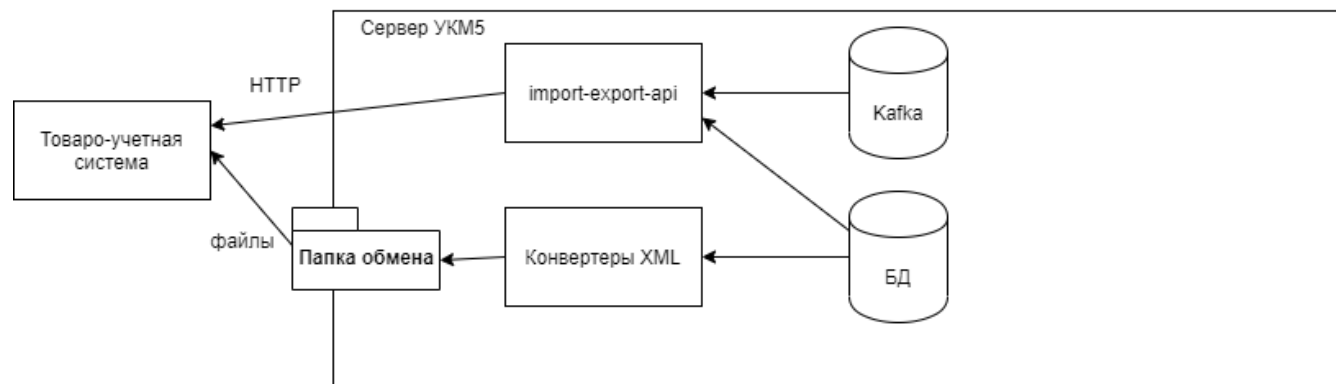 Сервер УКМ5
HTTP
import-export-api
Kafka
Товаро-учетная
система
файлы
Папка обмена
Конвертеры XML
БД